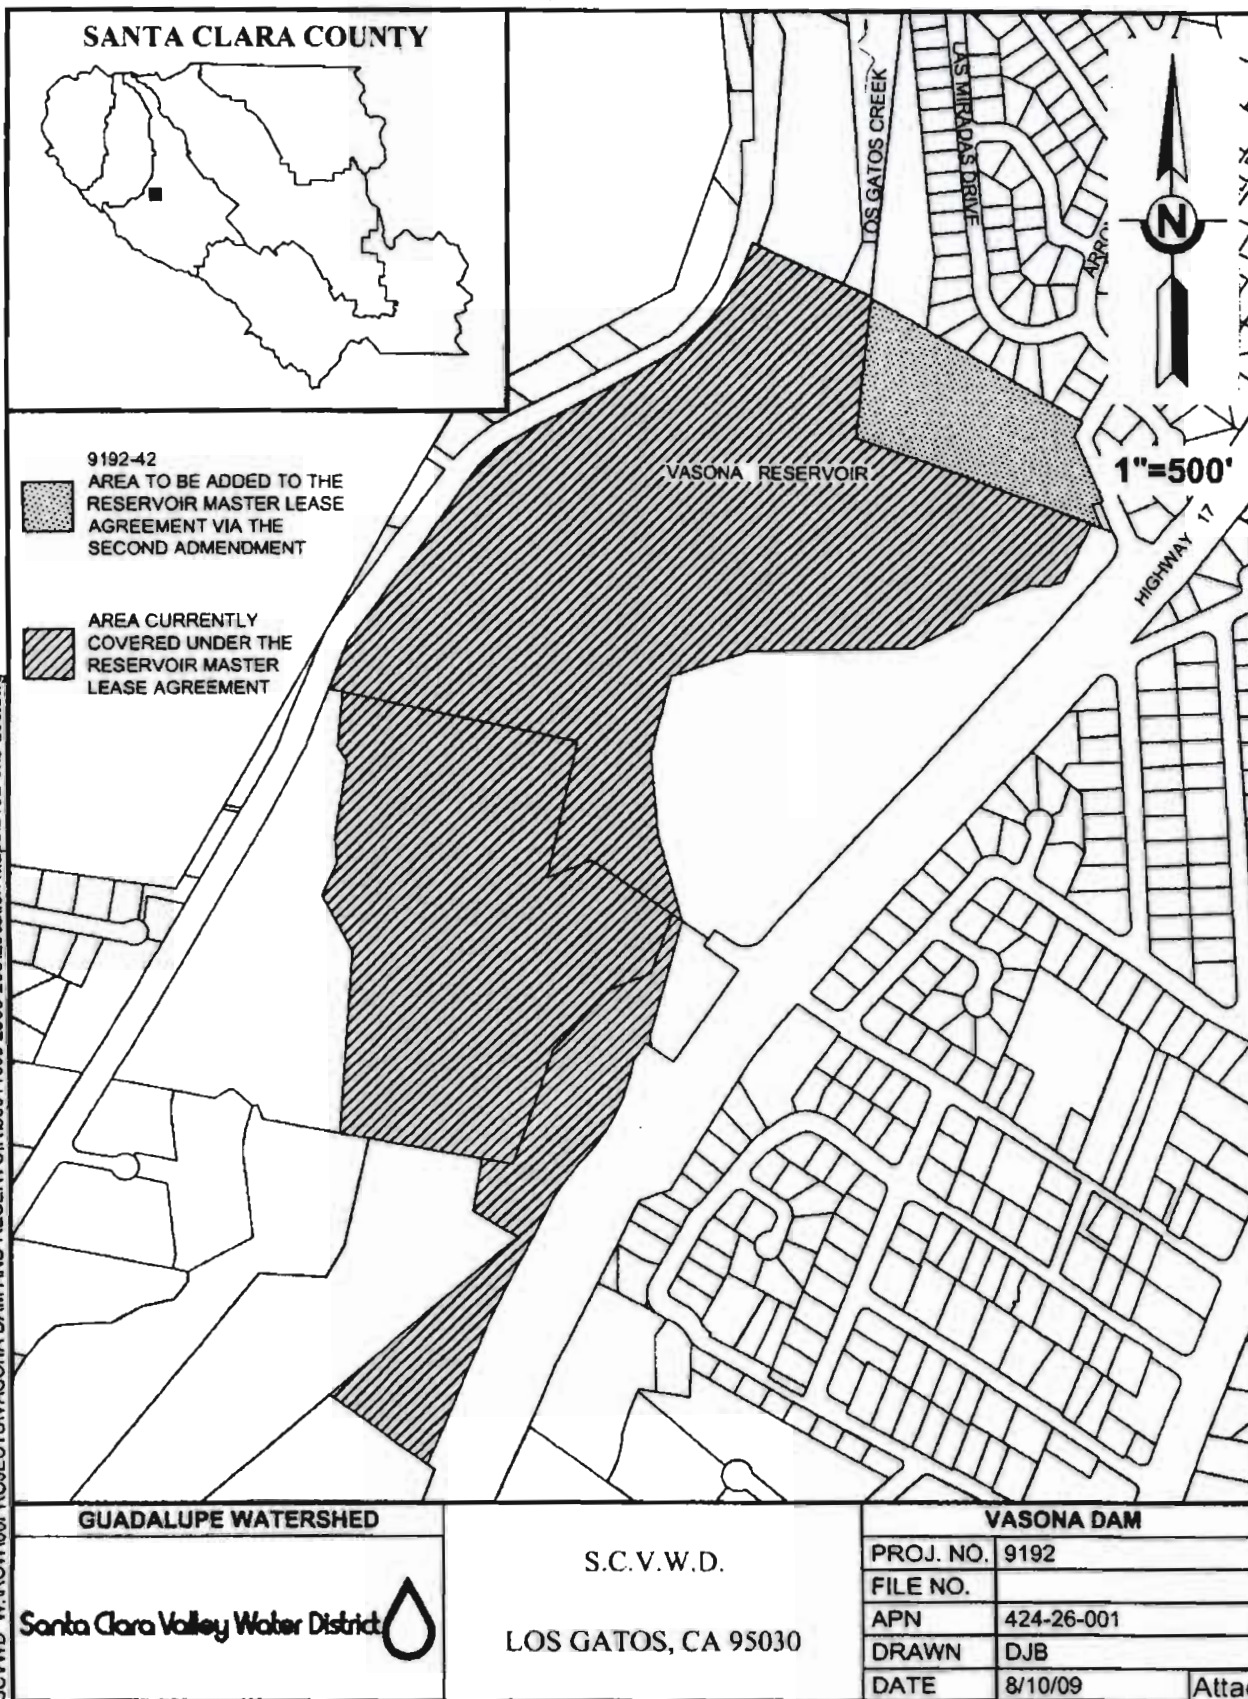 SANTA CLARA COUNTY
LOS GATOS CREEK
LAS MIRADAS DRIVE
N
1"=500'
HIGHWAY 17
VASONA RESERVOIR
9192-42
AREA TO BE ADDED TO THE
RESERVOIR MASTER LEASE
AGREEMENT VIA THE
SECOND ADMENDMENT
AREA CURRENTLY
COVERED UNDER THE
RESERVOIR MASTER
LEASE AGREEMENT
GUADALUPE WATERSHED
Santa Clara Valley Water District
S.C.V.W.D.
LOS GATOS, CA 95030
VASONA DAM
PROJ. NO. 9192
FILE NO.
APN 424-26-001
DRAWN DJB
DATE 8/10/09